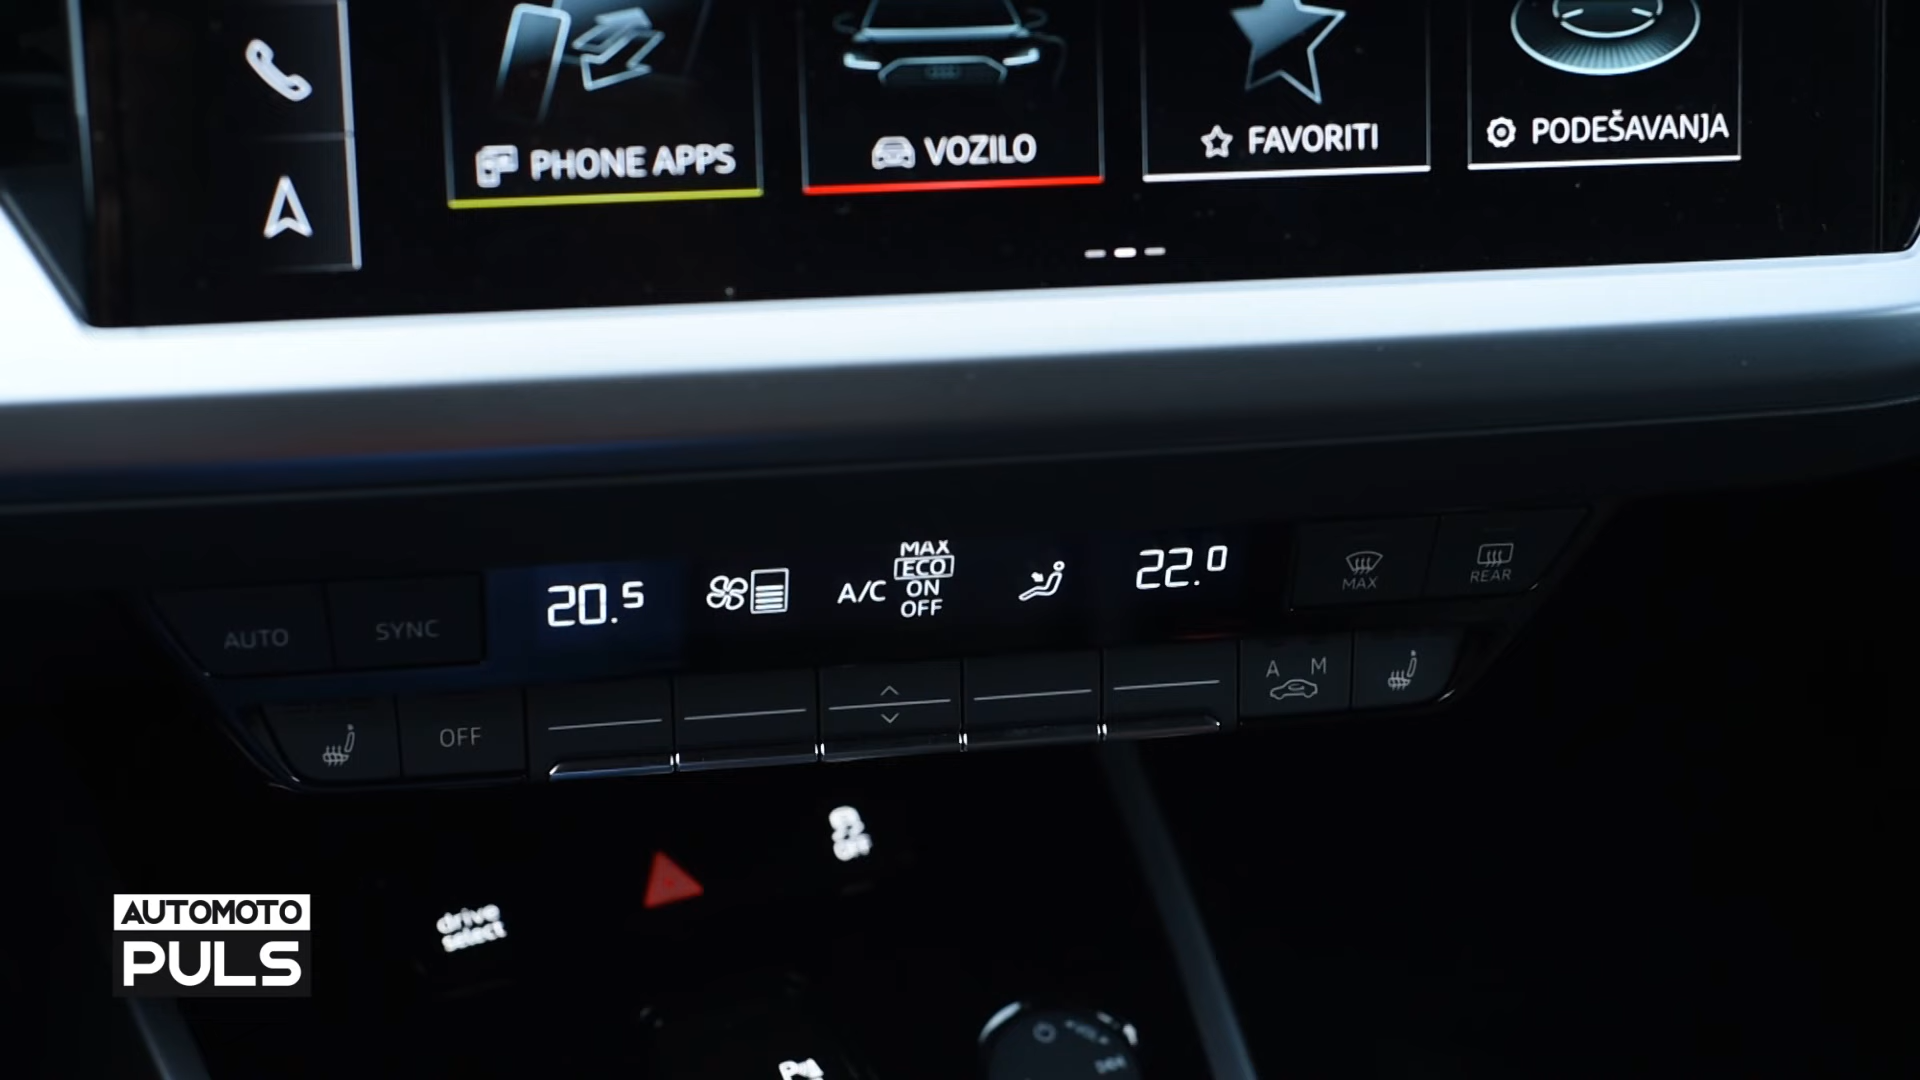 PHONE APPS
VOZILO
FAVORITI
PODEŠAVANJA
AUTO
SYNC
20.5
A/C
MAX
ECO
ON
OFF
22.0
MAX
REAR
OFF
A M
OFF
drive
select
AUTOMOTO
PULS